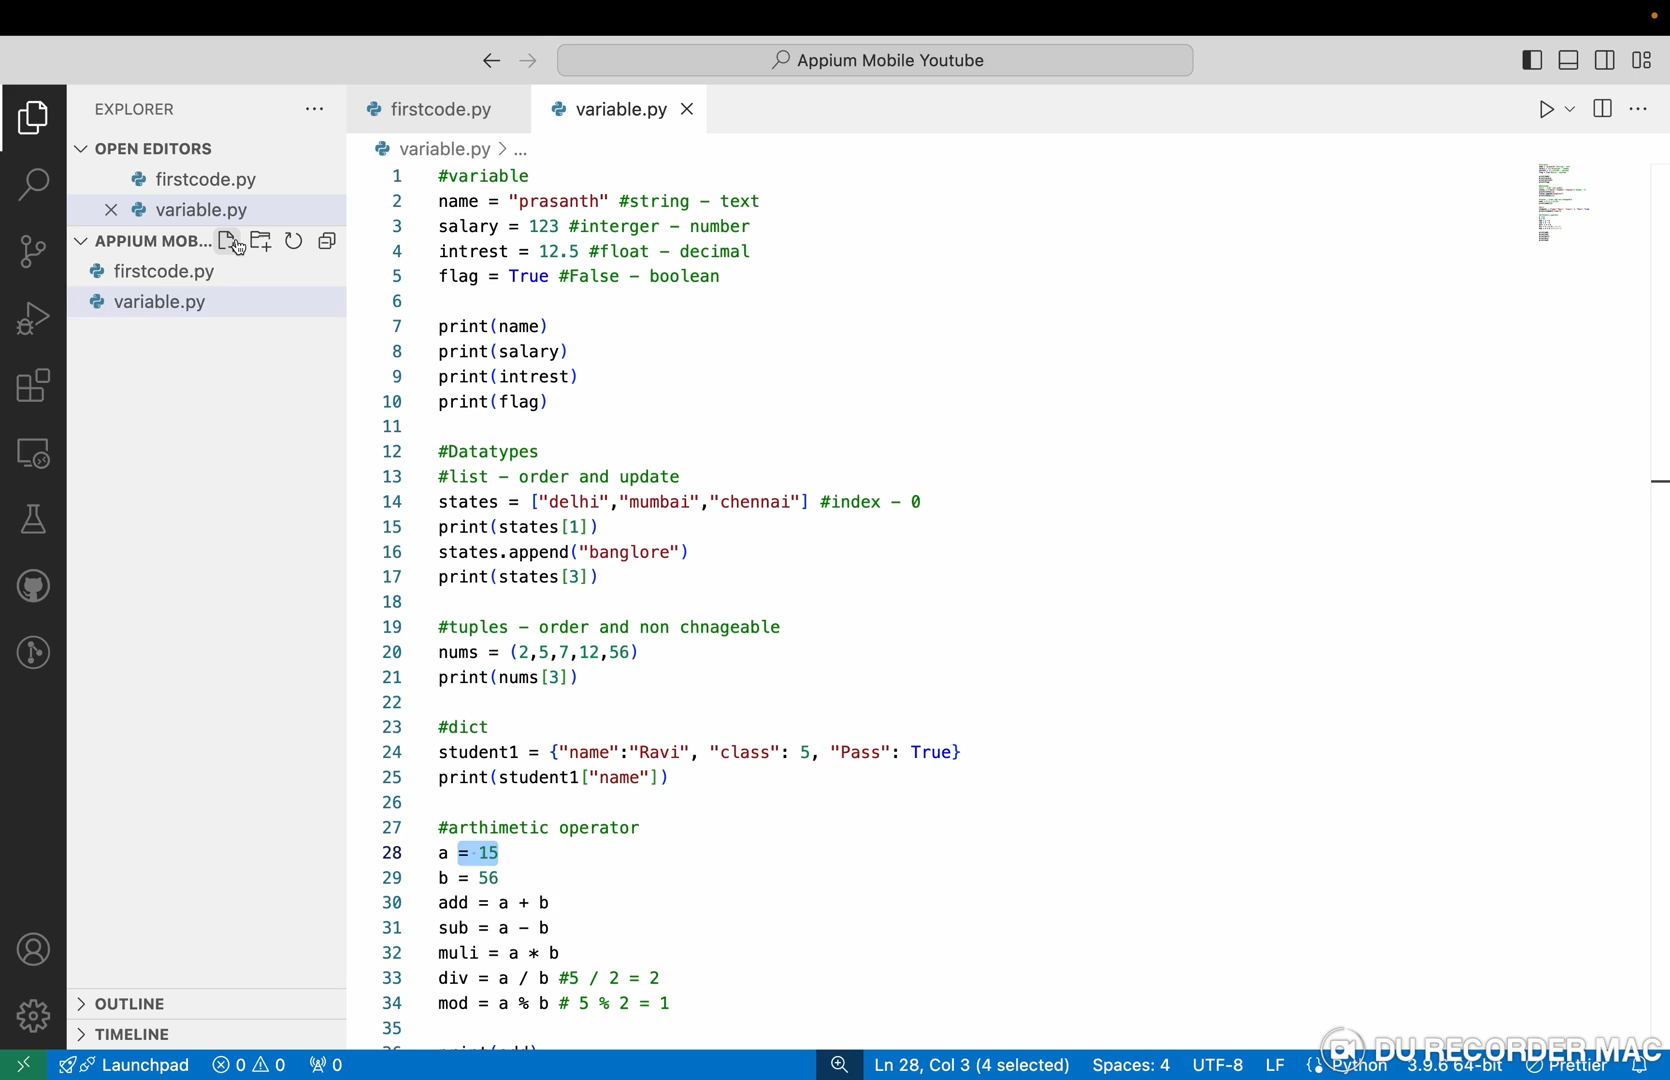 Appium Mobile Youtube
EXPLORER
firstcode.py
variable.py
OPEN EDITORS
firstcode.py
variable.py
APPIUM MOB...
firstcode.py
variable.py
variable.py > ...
1 #variable
2 name = "prasanth" #string - text
3 salary = 123 #interger - number
4 intrest = 12.5 #float - decimal
5 flag = True #False - boolean
6
7 print(name)
8 print(salary)
9 print(intrest)
10 print(flag)
11
12 #Datatypes
13 #list - order and update
14 states = ["delhi","mumbai","chennai"] #index - 0
15 print(states[1])
16 states.append("banglore")
17 print(states[3])
18
19 #tuples - order and non chnageable
20 nums = (2,5,7,12,56)
21 print(nums[3])
22
23 #dict
24 student1 = {"name":"Ravi", "class": 5, "Pass": True}
25 print(student1["name"])
26
27 #arthimetic operator
28 a = 15
29 b = 56
30 add = a + b
31 sub = a - b
32 muli = a * b
33 div = a / b #5 / 2 = 2
34 mod = a % b # 5 % 2 = 1
35
OUTLINE
TIMELINE
DU RECORDER MAC
Launchpad 0 0 0 Ln 28, Col 3 (4 selected) Spaces: 4 UTF-8 LF Python 3.9.6 64-bit Prettier